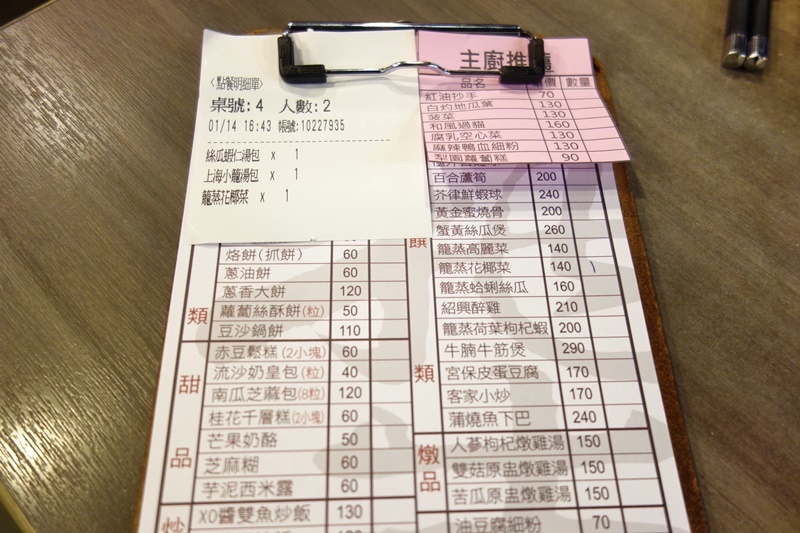 〈點餐明細單〉
桌號:4 人數:2
01/14 16:43 帳號:10227935
絲瓜蝦仁湯包 x 1
上海小籠湯包 x 1
籠蒸花椰菜 x 1
主廚推薦
品名 價 數量
紅油抄手 70
白灼地瓜葉 130
菠菜 130
和風過貓 160
腐乳空心菜 130
麻辣鴨血細粉 130
梨園蘿蔔糕 90
類
烙餅(抓餅) 60
蔥油餅 60
蔥香大餅 120
蘿蔔絲酥餅(粒) 50
豆沙鍋餅 110
甜品
赤豆鬆糕(2小塊) 60
流沙奶皇包(粒) 40
南瓜芝蔴包(8粒) 120
桂花千層糕(2小塊) 60
芒果奶酪 50
芝麻糊 60
芋泥西米露 60
炒
XO醬雙魚炒飯 130
饌類
百合蘆筍 200
芥律鮮蝦球 240
黃金蜜燒骨 200
蟹黃絲瓜煲 260
籠蒸高麗菜 140
籠蒸花椰菜 140
籠蒸蛤蜊絲瓜 160
紹興醉雞 210
籠蒸荷葉枸杞蝦 200
牛腩牛筋煲 290
宮保皮蛋豆腐 170
客家小炒 170
蒲燒魚下巴 240
燉品
人蔘枸杞燉雞湯 150
雙菇原盅燉雞湯 150
苦瓜原盅燉雞湯 150
油豆腐細粉 70